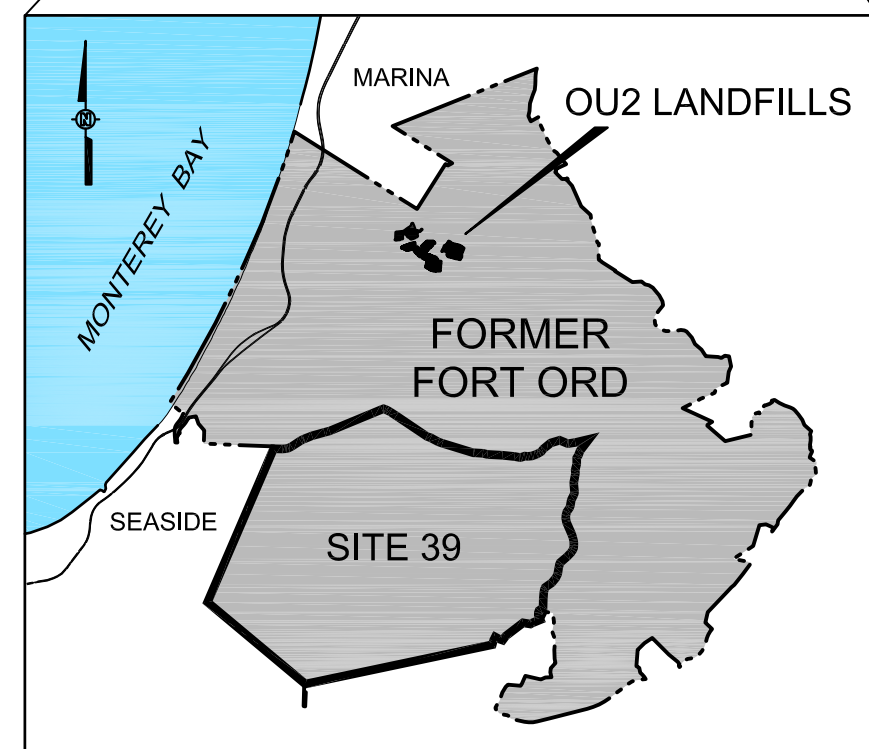 MARINA
OU2 LANDFILLS
MONTEREY BAY
N
FORMER
FORT ORD
SEASIDE
SITE 39